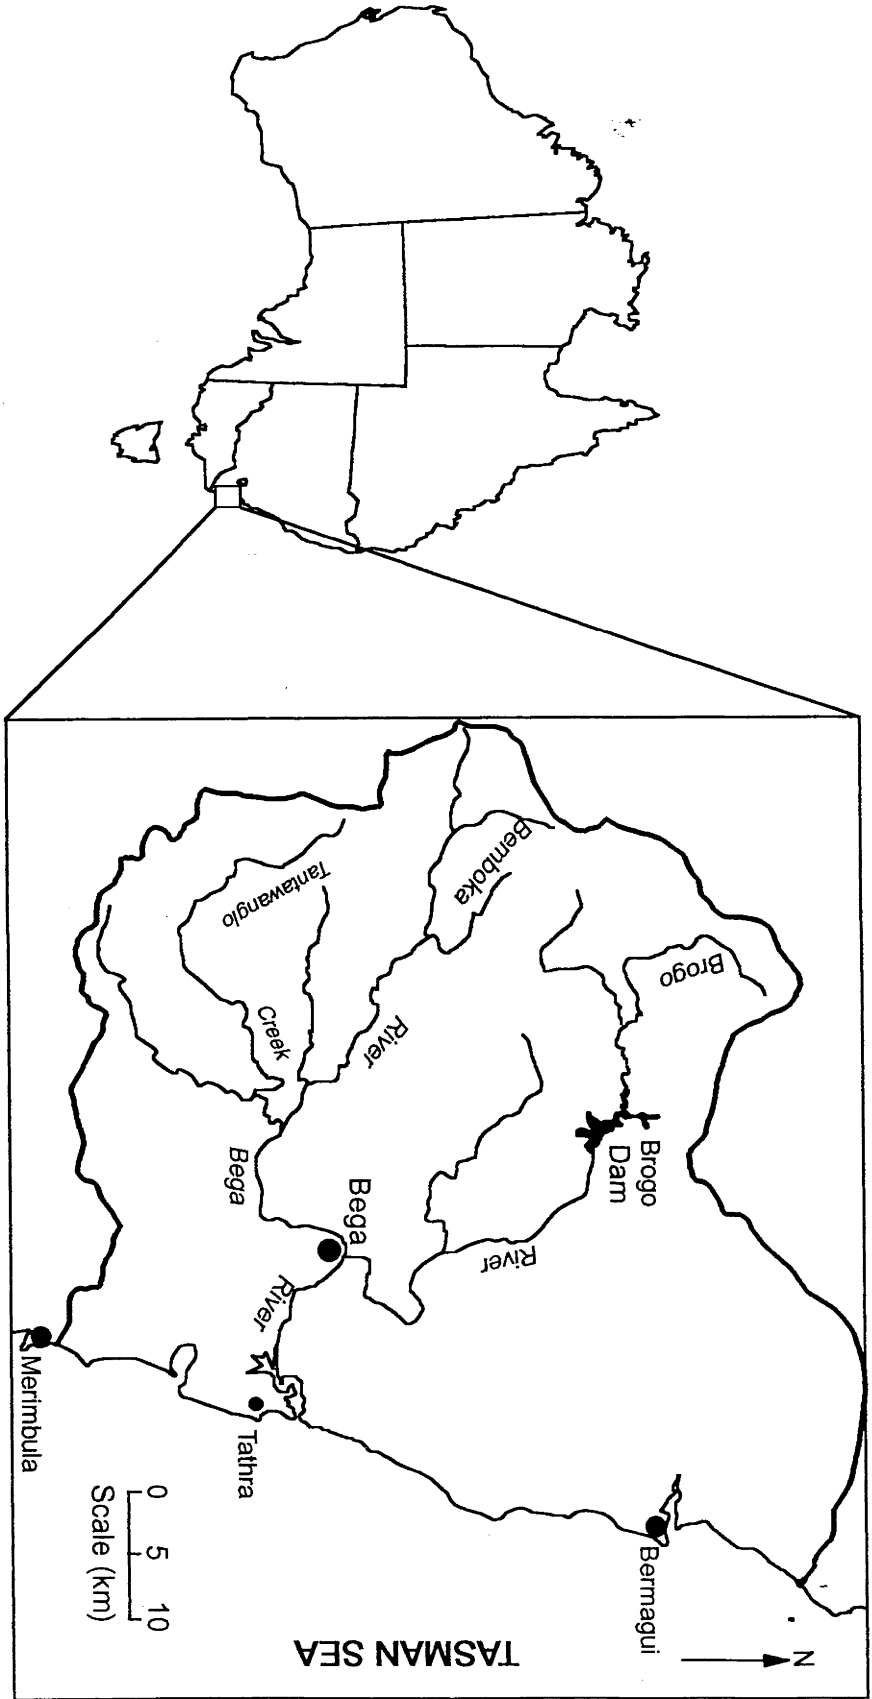 Bemboka
Brogo
Tantawanglo
Creek
River
Brogo
Dam
River
Bega
Bega
River
Merimbula
Tathra
Bermagui
0 5 10
Scale (km)
TASMAN SEA
N